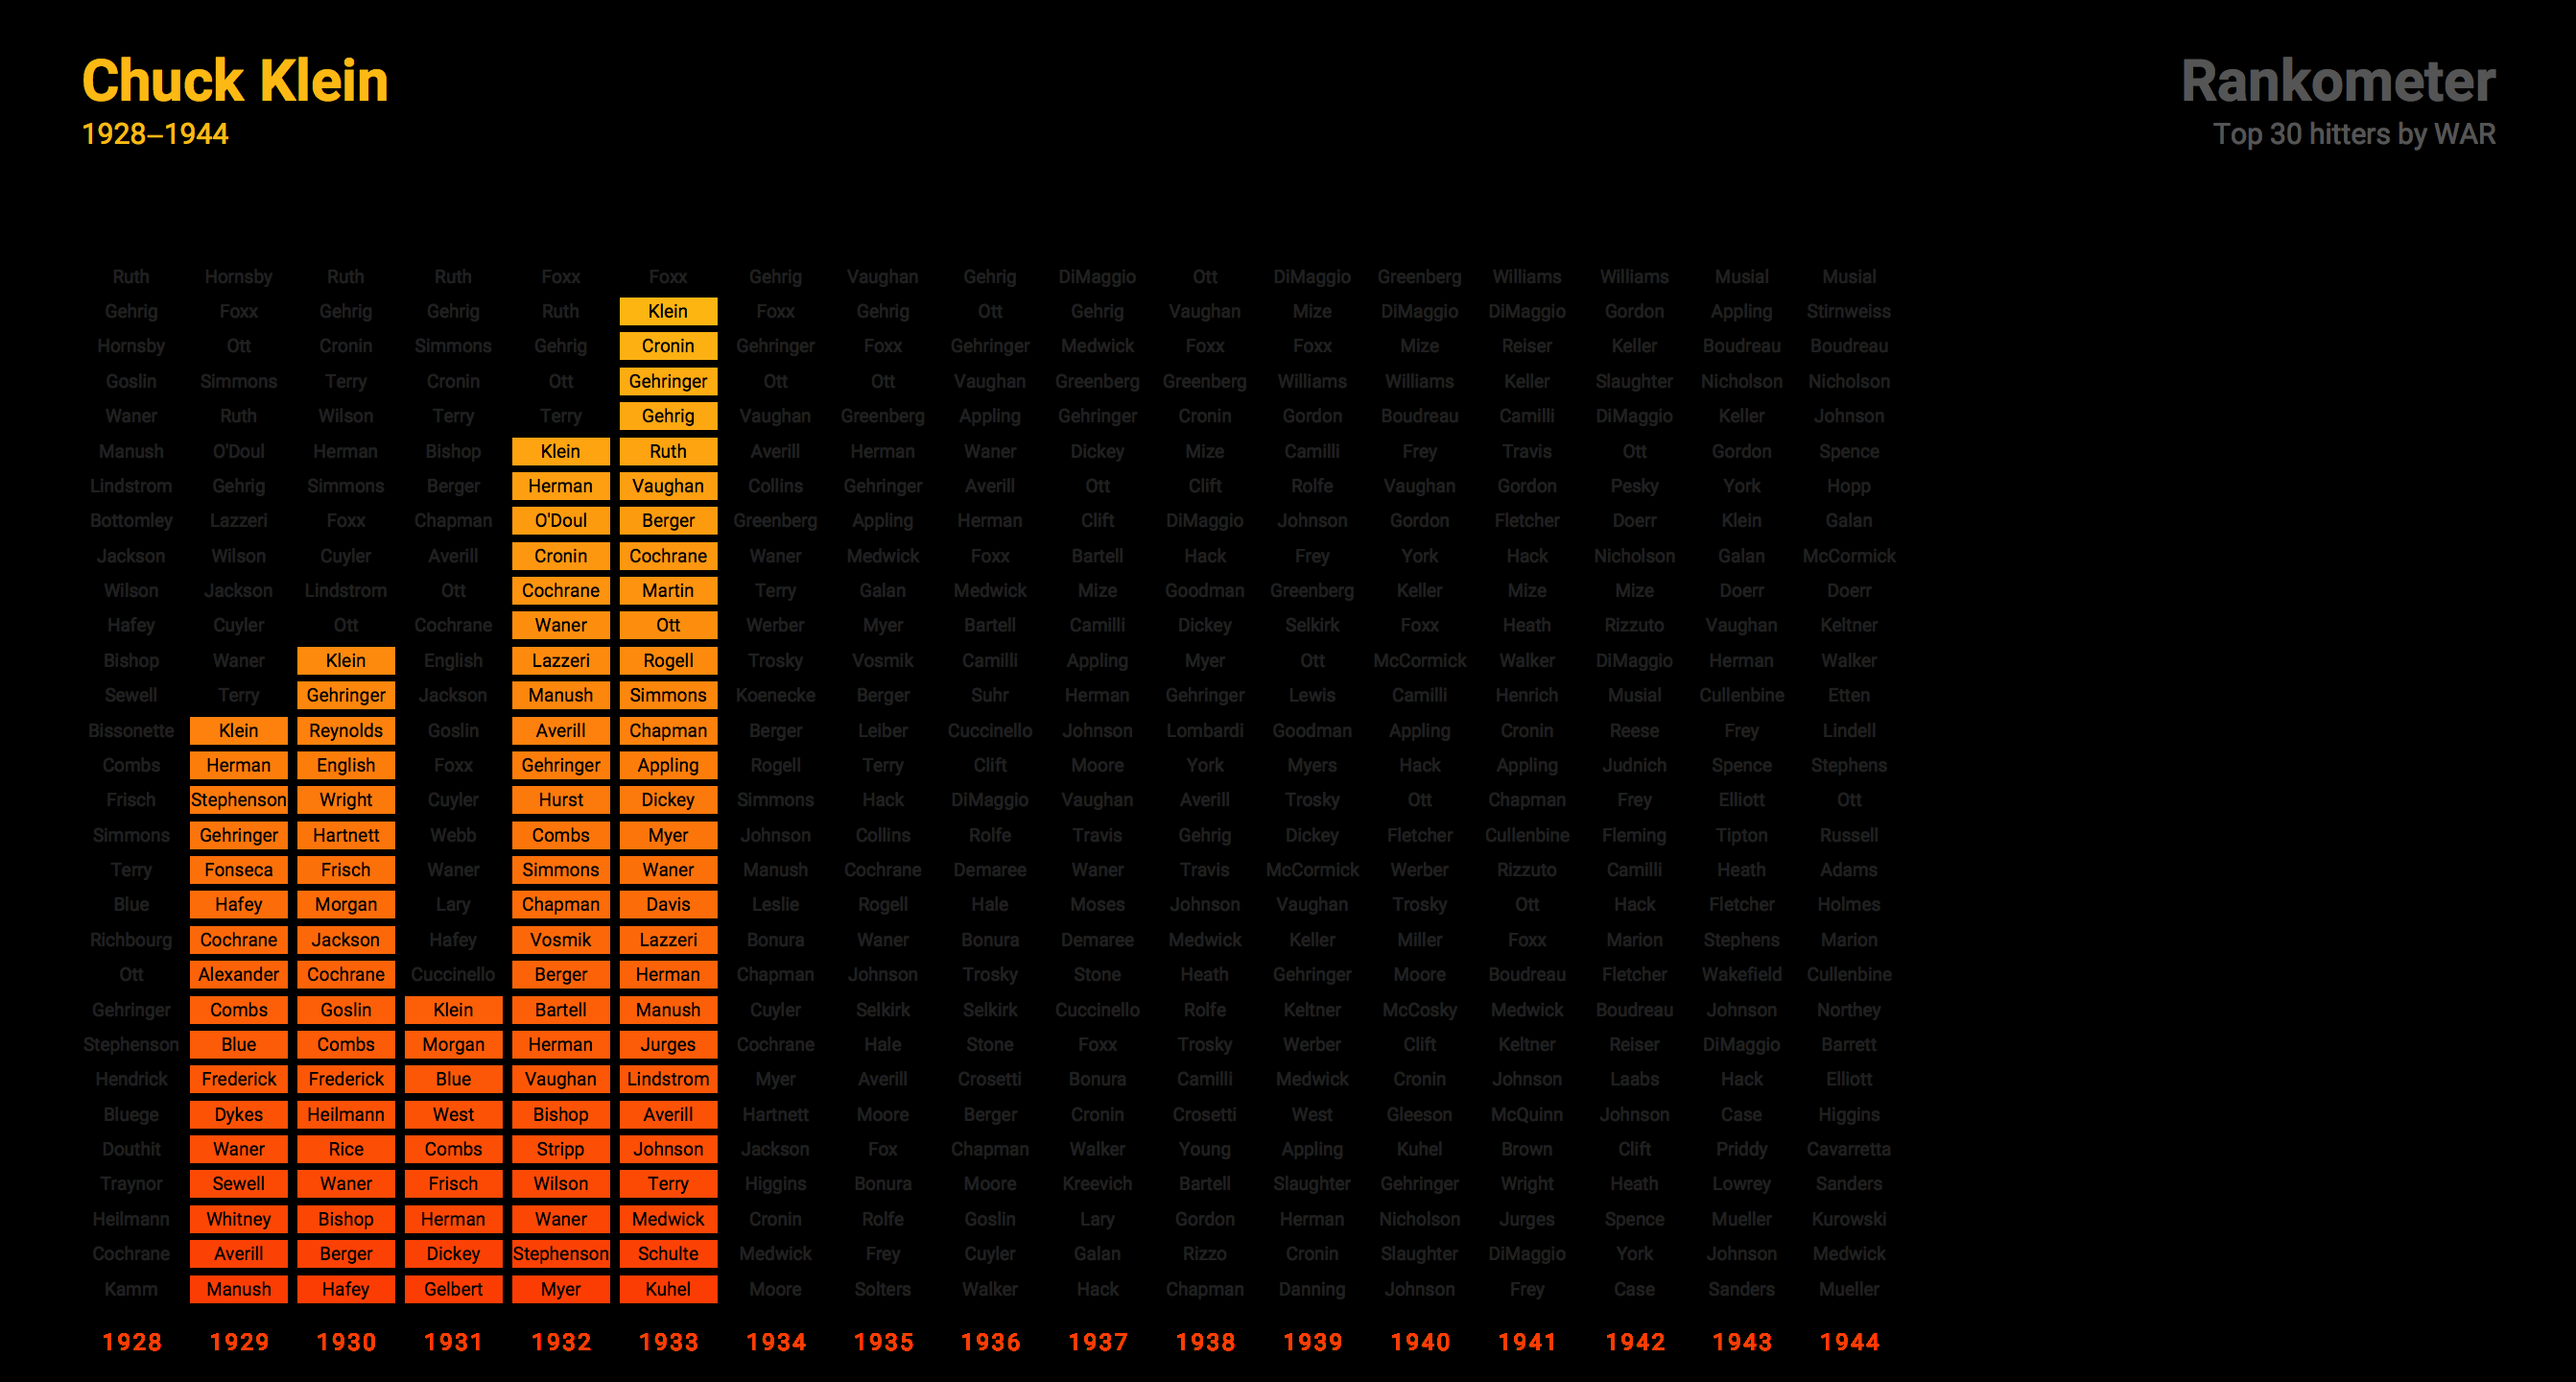 Chuck Klein
1928–1944
Rankometer
Top 30 hitters by WAR
Ruth Hornsby Ruth Ruth Foxx Foxx Gehrig Vaughan Gehrig DiMaggio Ott DiMaggio Greenberg Williams Williams Musial Musial
Gehrig Foxx Gehrig Gehrig Ruth Klein Foxx Gehrig Ott Gehrig Vaughan Mize DiMaggio DiMaggio Gordon Appling Stirnweiss
Hornsby Ott Cronin Simmons Gehrig Cronin Gehringer Foxx Gehringer Medwick Foxx Foxx Mize Reiser Keller Boudreau Boudreau
Goslin Simmons Terry Cronin Ott Gehringer Ott Ott Vaughan Greenberg Greenberg Williams Williams Keller Slaughter Nicholson Nicholson
Waner Ruth Wilson Terry Terry Gehrig Vaughan Greenberg Appling Gehringer Cronin Gordon Boudreau Camilli DiMaggio Keller Johnson
Manush O'Doul Herman Bishop Klein Ruth Averill Herman Waner Dickey Mize Camilli Frey Travis Ott Gordon Spence
Lindstrom Gehrig Simmons Berger Herman Vaughan Collins Gehringer Averill Ott Clift Rolfe Vaughan Gordon Pesky York Hopp
Bottomley Lazzeri Foxx Chapman O'Doul Berger Greenberg Appling Herman Clift DiMaggio Johnson Gordon Fletcher Doerr Klein Galan
Jackson Wilson Cuyler Averill Cronin Cochrane Waner Medwick Foxx Bartell Hack Frey York Hack Nicholson Galan McCormick
Wilson Jackson Lindstrom Ott Cochrane Martin Terry Galan Medwick Mize Goodman Greenberg Keller Mize Mize Doerr Doerr
Hafey Cuyler Ott Cochrane Waner Ott Werber Myer Bartell Camilli Dickey Selkirk Foxx Heath Rizzuto Vaughan Keltner
Bishop Waner Klein English Lazzeri Rogell Trosky Vosmik Camilli Appling Myer Ott McCormick Walker DiMaggio Herman Walker
Sewell Terry Gehringer Jackson Manush Simmons Koenecke Berger Suhr Herman Gehringer Lewis Camilli Henrich Musial Cullenbine Etten
Bissonette Klein Reynolds Goslin Averill Chapman Berger Leiber Cuccinello Johnson Lombardi Goodman Appling Cronin Reese Frey Lindell
Combs Herman English Foxx Gehringer Appling Rogell Terry Clift Moore York Myers Hack Appling Judnich Spence Stephens
Frisch Stephenson Wright Cuyler Hurst Dickey Simmons Hack DiMaggio Vaughan Averill Trosky Ott Chapman Frey Elliott Ott
Simmons Gehringer Hartnett Webb Combs Myer Johnson Collins Rolfe Travis Gehrig Dickey Fletcher Cullenbine Fleming Tipton Russell
Terry Fonseca Frisch Waner Simmons Waner Manush Cochrane Demaree Waner Travis McCormick Werber Rizzuto Camilli Heath Adams
Blue Hafey Morgan Lary Chapman Davis Leslie Rogell Hale Moses Johnson Vaughan Trosky Ott Hack Fletcher Holmes
Richbourg Cochrane Jackson Hafey Vosmik Lazzeri Bonura Waner Bonura Demaree Medwick Keller Miller Foxx Marion Stephens Marion
Ott Alexander Cochrane Cuccinello Berger Herman Chapman Johnson Trosky Stone Heath Gehringer Moore Boudreau Fletcher Wakefield Cullenbine
Gehringer Combs Goslin Klein Bartell Manush Cuyler Selkirk Selkirk Cuccinello Rolfe Keltner McCosky Medwick Boudreau Johnson Northey
Stephenson Blue Combs Morgan Herman Jurges Cochrane Hale Stone Foxx Trosky Werber Clift Keltner Reiser DiMaggio Barrett
Hendrick Frederick Frederick Blue Vaughan Lindstrom Myer Averill Crosetti Bonura Camilli Medwick Cronin Johnson Laabs Hack Elliott
Bluege Dykes Heilmann West Bishop Averill Hartnett Moore Berger Cronin Crosetti West Gleeson McQuinn Johnson Case Higgins
Douthit Waner Rice Combs Stripp Johnson Jackson Fox Chapman Walker Young Appling Kuhel Brown Clift Priddy Cavarretta
Traynor Sewell Waner Frisch Wilson Terry Higgins Bonura Moore Kreevich Bartell Slaughter Gehringer Wright Heath Lowrey Sanders
Heilmann Whitney Bishop Herman Waner Medwick Cronin Rolfe Goslin Lary Gordon Herman Nicholson Jurges Spence Mueller Kurowski
Cochrane Averill Berger Dickey Stephenson Schulte Medwick Frey Cuyler Galan Rizzo Cronin Slaughter DiMaggio York Johnson Medwick
Kamm Manush Hafey Gelbert Myer Kuhel Moore Solters Walker Hack Chapman Danning Johnson Frey Case Sanders Mueller
1928 1929 1930 1931 1932 1933 1934 1935 1936 1937 1938 1939 1940 1941 1942 1943 1944